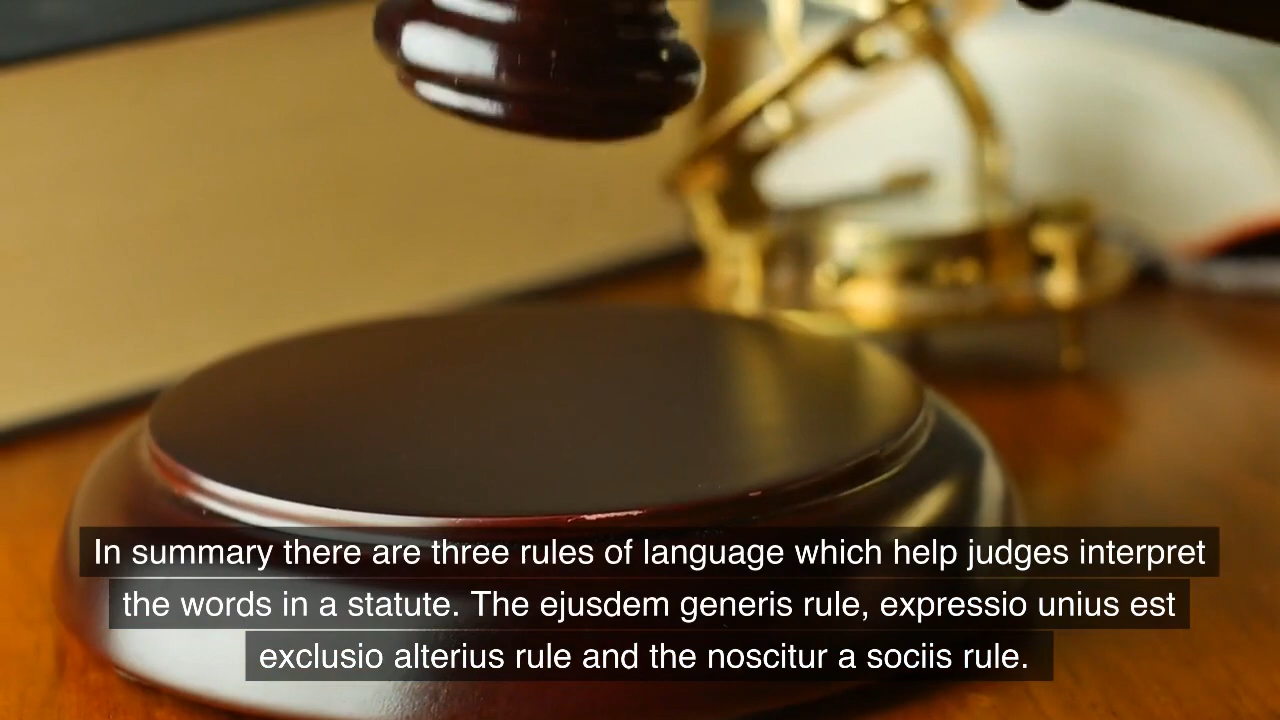 In summary there are three rules of language which help judges interpret
the words in a statute. The ejusdem generis rule, expressio unius est
exclusio alterius rule and the noscitur a sociis rule.